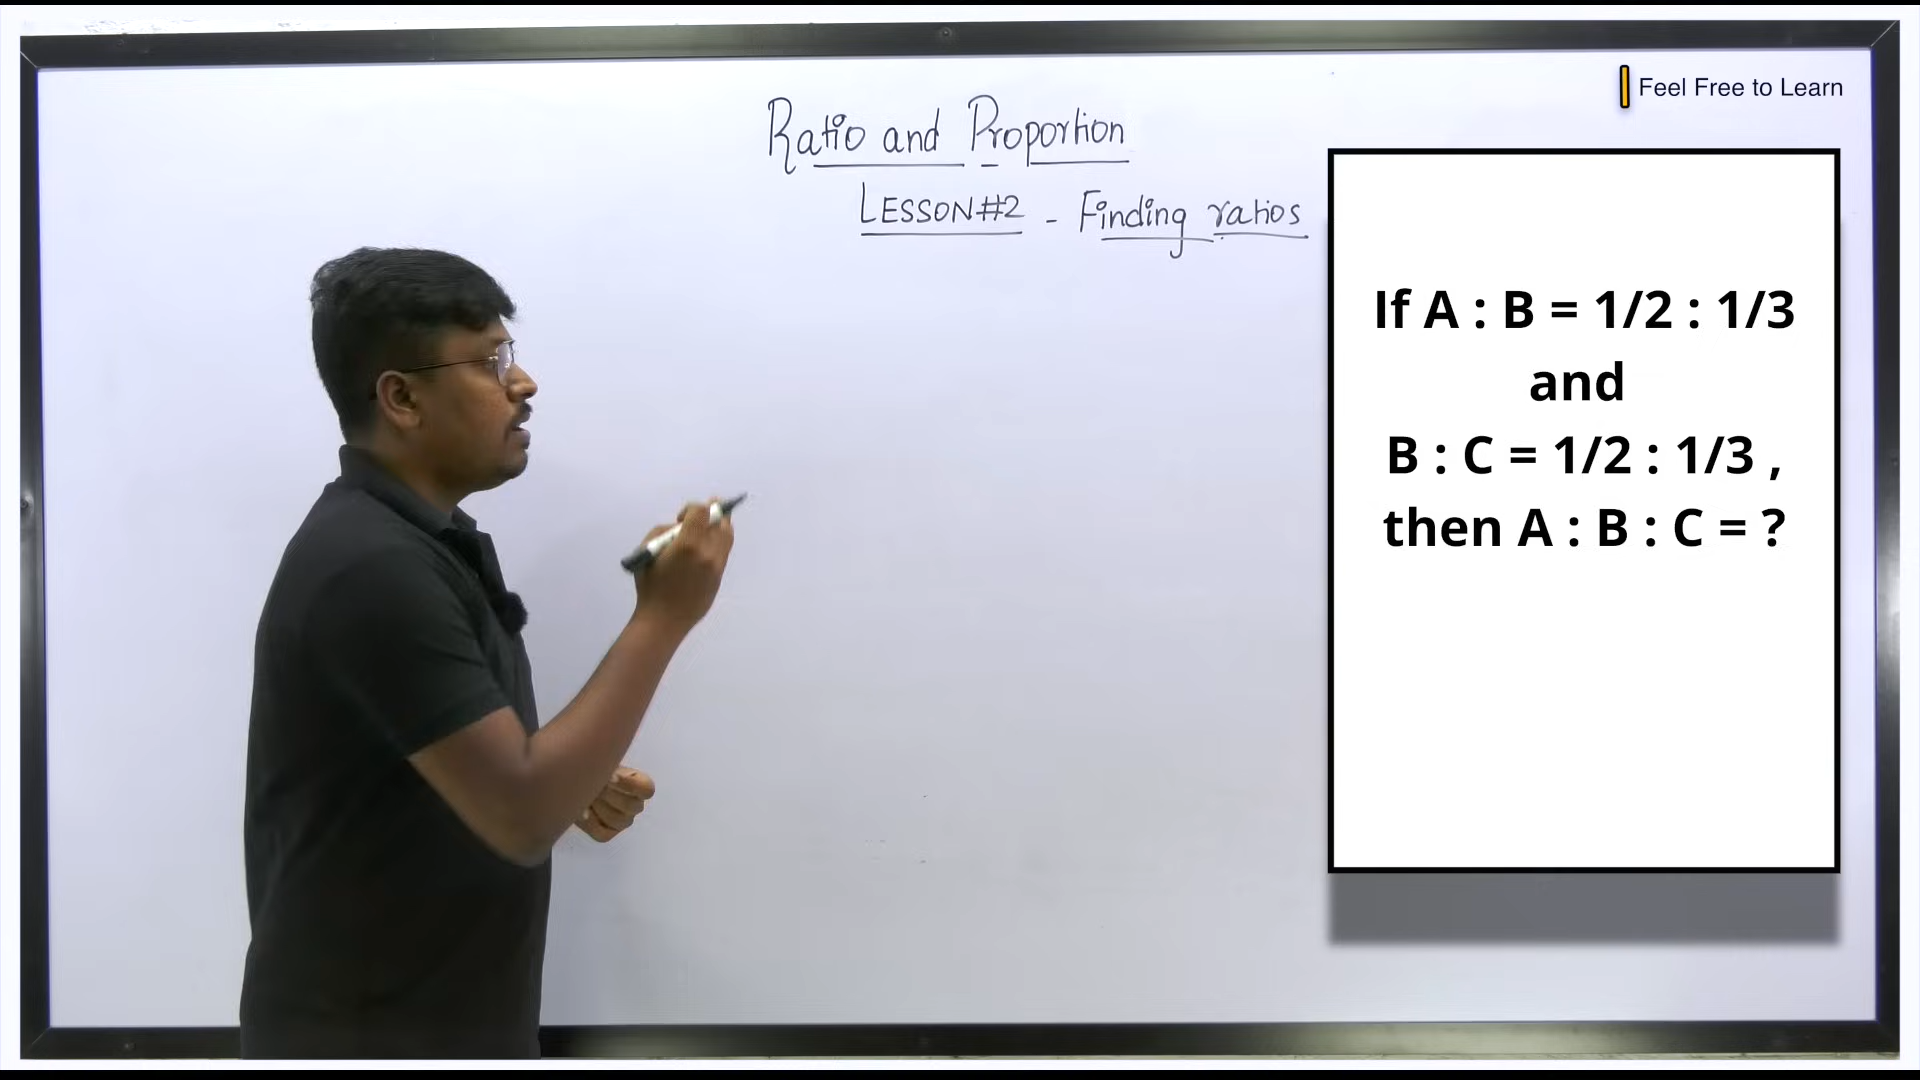 Feel Free to Learn
Ratio and Proportion
LESSON#2 - Finding ratios
If A : B = 1/2 : 1/3
and
B : C = 1/2 : 1/3 ,
then A : B : C = ?